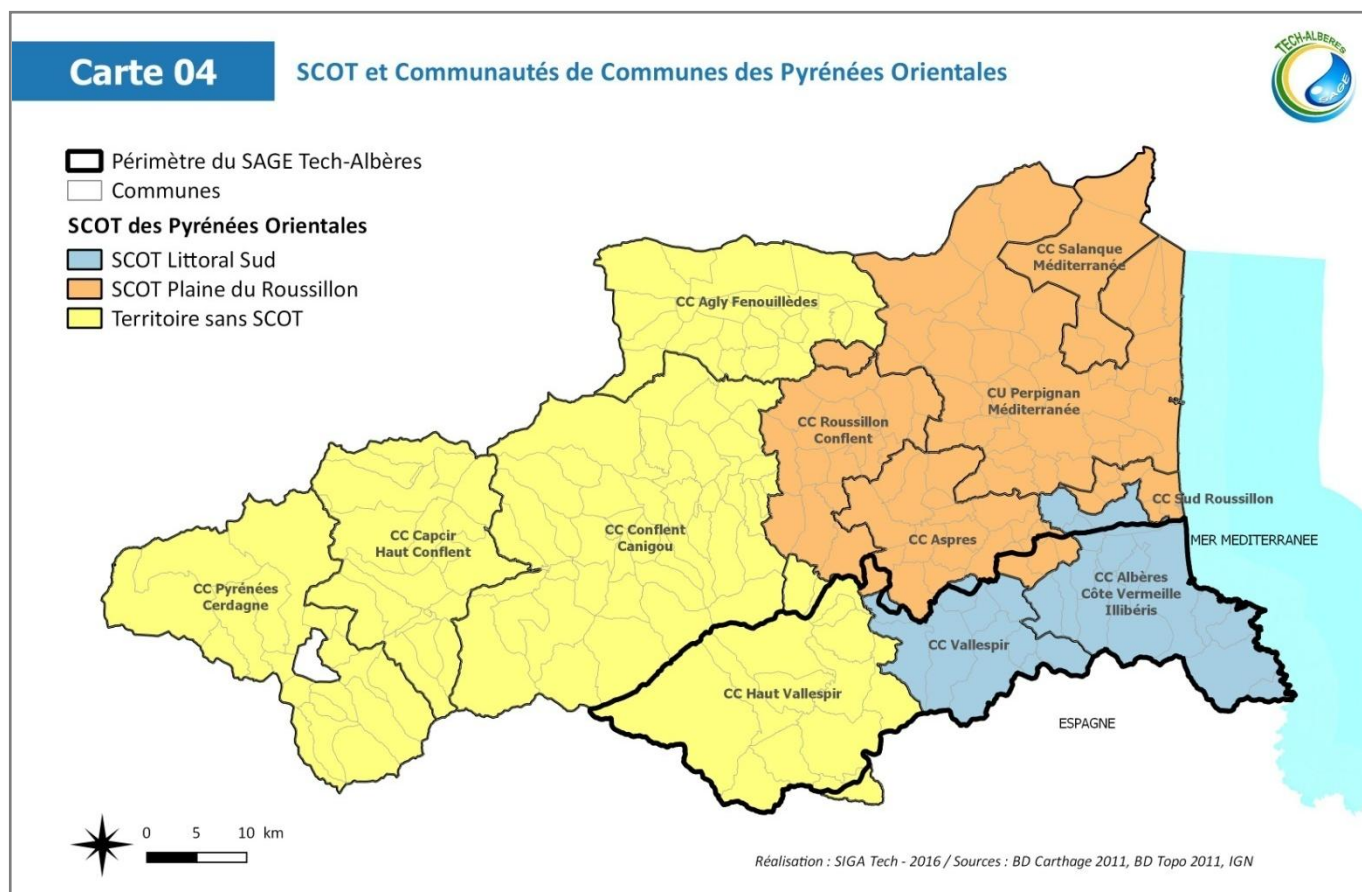 Carte 04
SCOT et Communautés de Communes des Pyrénées Orientales
TECH-ALBERES
SAGE
Périmètre du SAGE Tech-Albères
Communes
SCOT des Pyrénées Orientales
SCOT Littoral Sud
SCOT Plaine du Roussillon
Territoire sans SCOT
CC Salanque
Méditerranée
CC Agly Fenouillèdes
CU Perpignan
Méditerranée
CC Roussillon
Conflent
CC Sud Roussillon
CC Capcir
Haut Conflent
CC Conflent
Canigou
CC Aspres
MER MEDITERRANEE
CC Pyrénées
Cerdagne
CC Albères
Côte Vermeille
Illibéris
CC Vallespir
CC Haut Vallespir
ESPAGNE
0 5 10 km
Réalisation : SIGA Tech - 2016 / Sources : BD Carthage 2011, BD Topo 2011, IGN